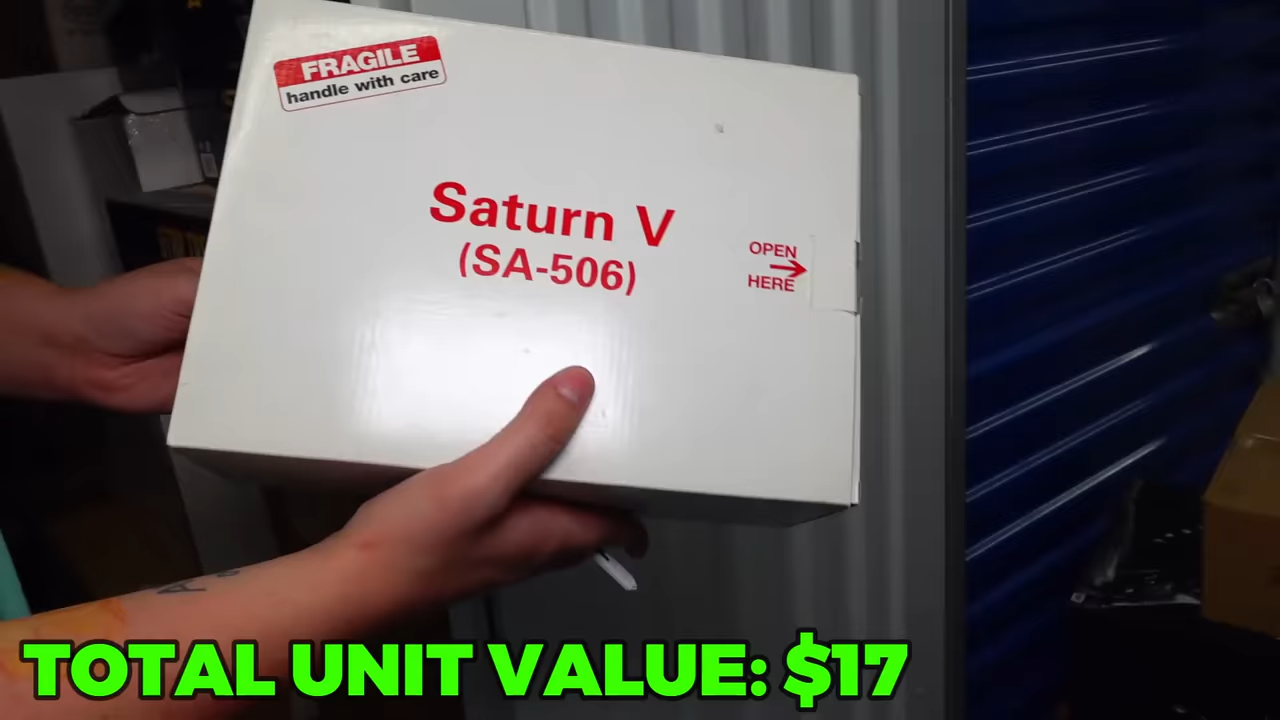 FRAGILE
handle with care
Saturn V
(SA-506)
OPEN
HERE
TOTAL UNIT VALUE: $17